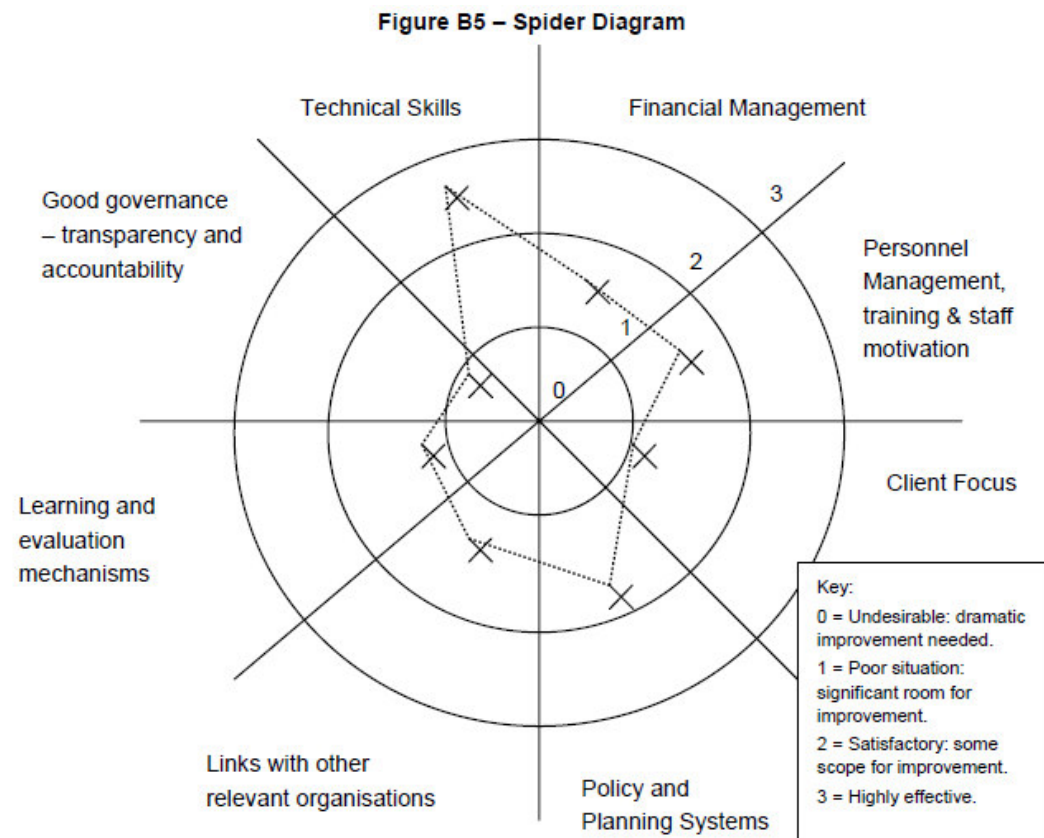 Figure B5 – Spider Diagram
Technical Skills
Financial Management
Good governance
– transparency and
accountability
3
2
1
0
Personnel
Management,
training & staff
motivation
Learning and
evaluation
mechanisms
Client Focus
Links with other
relevant organisations
Policy and
Planning Systems
Key:
0 = Undesirable: dramatic
improvement needed.
1 = Poor situation:
significant room for
improvement.
2 = Satisfactory: some
scope for improvement.
3 = Highly effective.